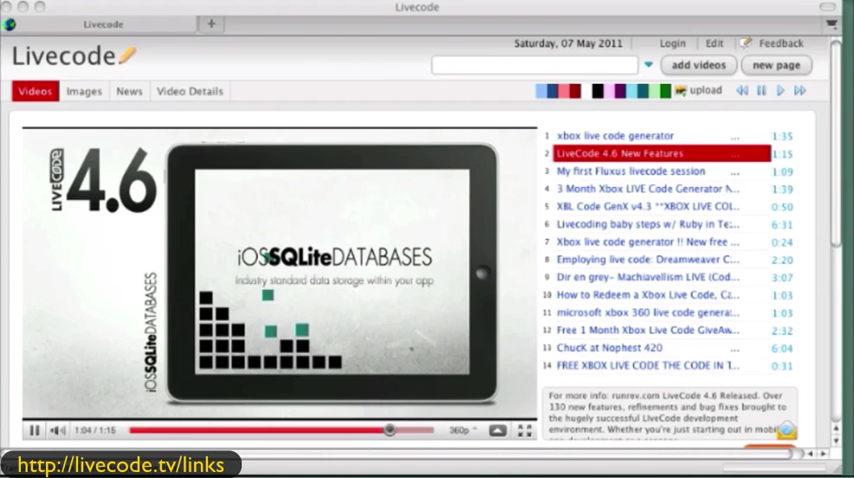 Livecode
Livecode
Saturday, 07 May 2011
Login
Edit
Feedback
Livecode
add videos
new page
Videos
Images
News
Video Details
upload
LIVECODE 4.6
iOSSQLiteDATABASES
Industry standard data storage within your app
iOSSQLiteDATABASES
1:04 / 1:15
360p
1 xbox live code generator ... 1:35
2 LiveCode 4.6 New Features ... 1:15
3 My first Fluxus livecode session ... 1:09
4 3 Month Xbox LIVE Code Generator N... 1:39
5 XBL Code GenX v4.3 **XBOX LIVE COI... 0:50
6 Livecoding baby steps w/ Ruby in Te... 6:31
7 Xbox live code generator !! New free ... 0:24
8 Employing live code: Dreamweaver C... 2:20
9 Dir en grey- Machiavellism LIVE (Cod... 3:07
10 How to Redeem a Xbox Live Code, Ca... 1:03
11 microsoft xbox 360 live code genera... 1:03
12 Free 1 Month Xbox Live Code GiveAw... 2:32
13 ChucK at Nophest 420 ... 6:04
14 FREE XBOX LIVE CODE THE CODE IN T... 0:31
For more info: runrev.com LiveCode 4.6 Released. Over
130 new features, refinements and bug fixes brought to
the hugely successful LiveCode development
environment. Whether you're just starting out in mobil
http://livecode.tv/links